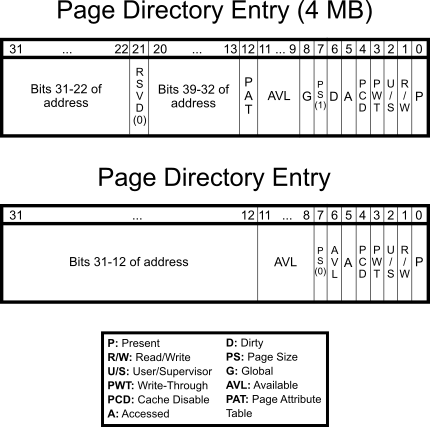 Page Directory Entry (4 MB)
31 ... 22 21 20 ... 13 12 11 ... 9 8 7 6 5 4 3 2 1 0
Bits 31-22 of address
RSVD (0)
Bits 39-32 of address
PAT
AVL
G
PS (1)
D
A
PCD
PWT
U/S
R/W
P
Page Directory Entry
31 ... 12 11 ... 8 7 6 5 4 3 2 1 0
Bits 31-12 of address
AVL
PS (0)
AVL
A
PCD
PWT
U/S
R/W
P
P: Present
R/W: Read/Write
U/S: User/Supervisor
PWT: Write-Through
PCD: Cache Disable
A: Accessed
D: Dirty
PS: Page Size
G: Global
AVL: Available
PAT: Page Attribute
Table